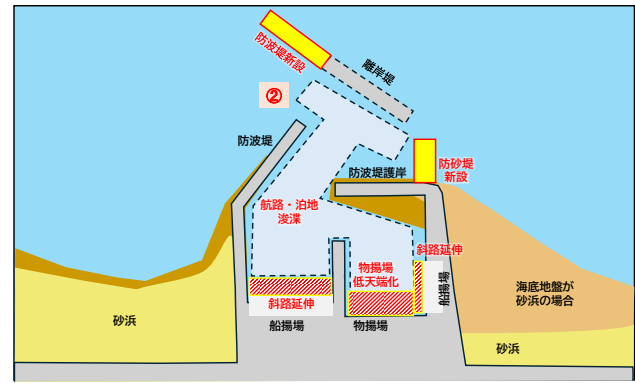 防波堤新設
離岸堤
②
防波堤
防波堤護岸
防砂堤
新設
航路・泊地
浚渫
斜路延伸
物揚場
低天端化
船揚場
斜路延伸
海底地盤が
砂浜の場合
砂浜
船揚場
物揚場
砂浜